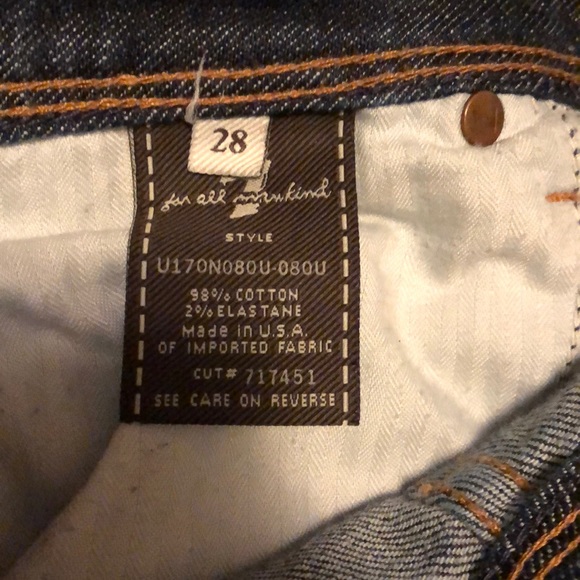 28
7
for all mankind
STYLE
U170N080U-080U
98% COTTON
2% ELASTANE
Made in U.S.A.
OF IMPORTED FABRIC
CUT# 717451
SEE CARE ON REVERSE